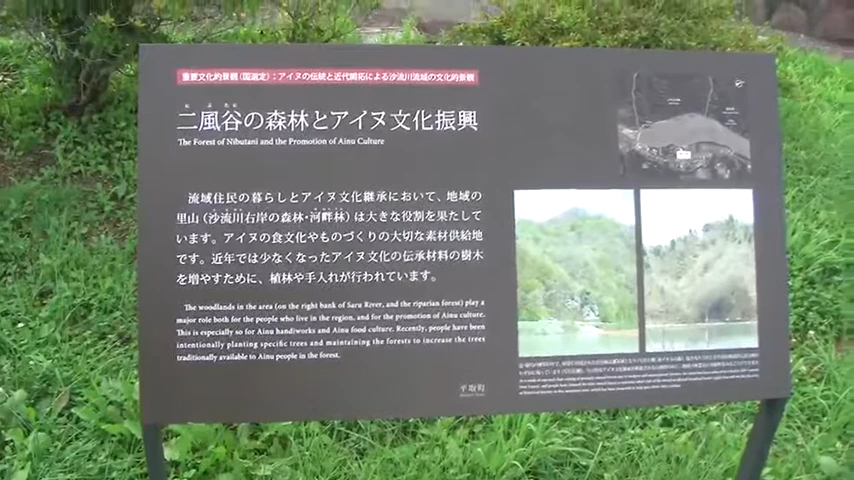 重要文化的景観（国選定）：アイヌの伝統と近代開拓による沙流川流域の文化的景観
に ぶ たに
二風谷の森林とアイヌ文化振興
The Forest of Nibutani and the Promotion of Ainu Culture
流域住民の暮らしとアイヌ文化継承において、地域の
里山（沙流川右岸の森林・河畔林）は大きな役割を果たして
います。アイヌの食文化やものづくりの大切な素材供給地
です。近年では少なくなったアイヌ文化の伝承材料の樹木
を増やすために、植林や手入れが行われています。
The woodlands in the area (on the right bank of Saru River, and the riparian forest) play a
major role both for the people who live in the region, and for the promotion of Ainu culture.
This is especially so for Ainu handiworks and Ainu food culture. Recently, people have been
intentionally planting specific trees and maintaining the forests to increase the trees
traditionally available to Ainu people in the forest.
平取町